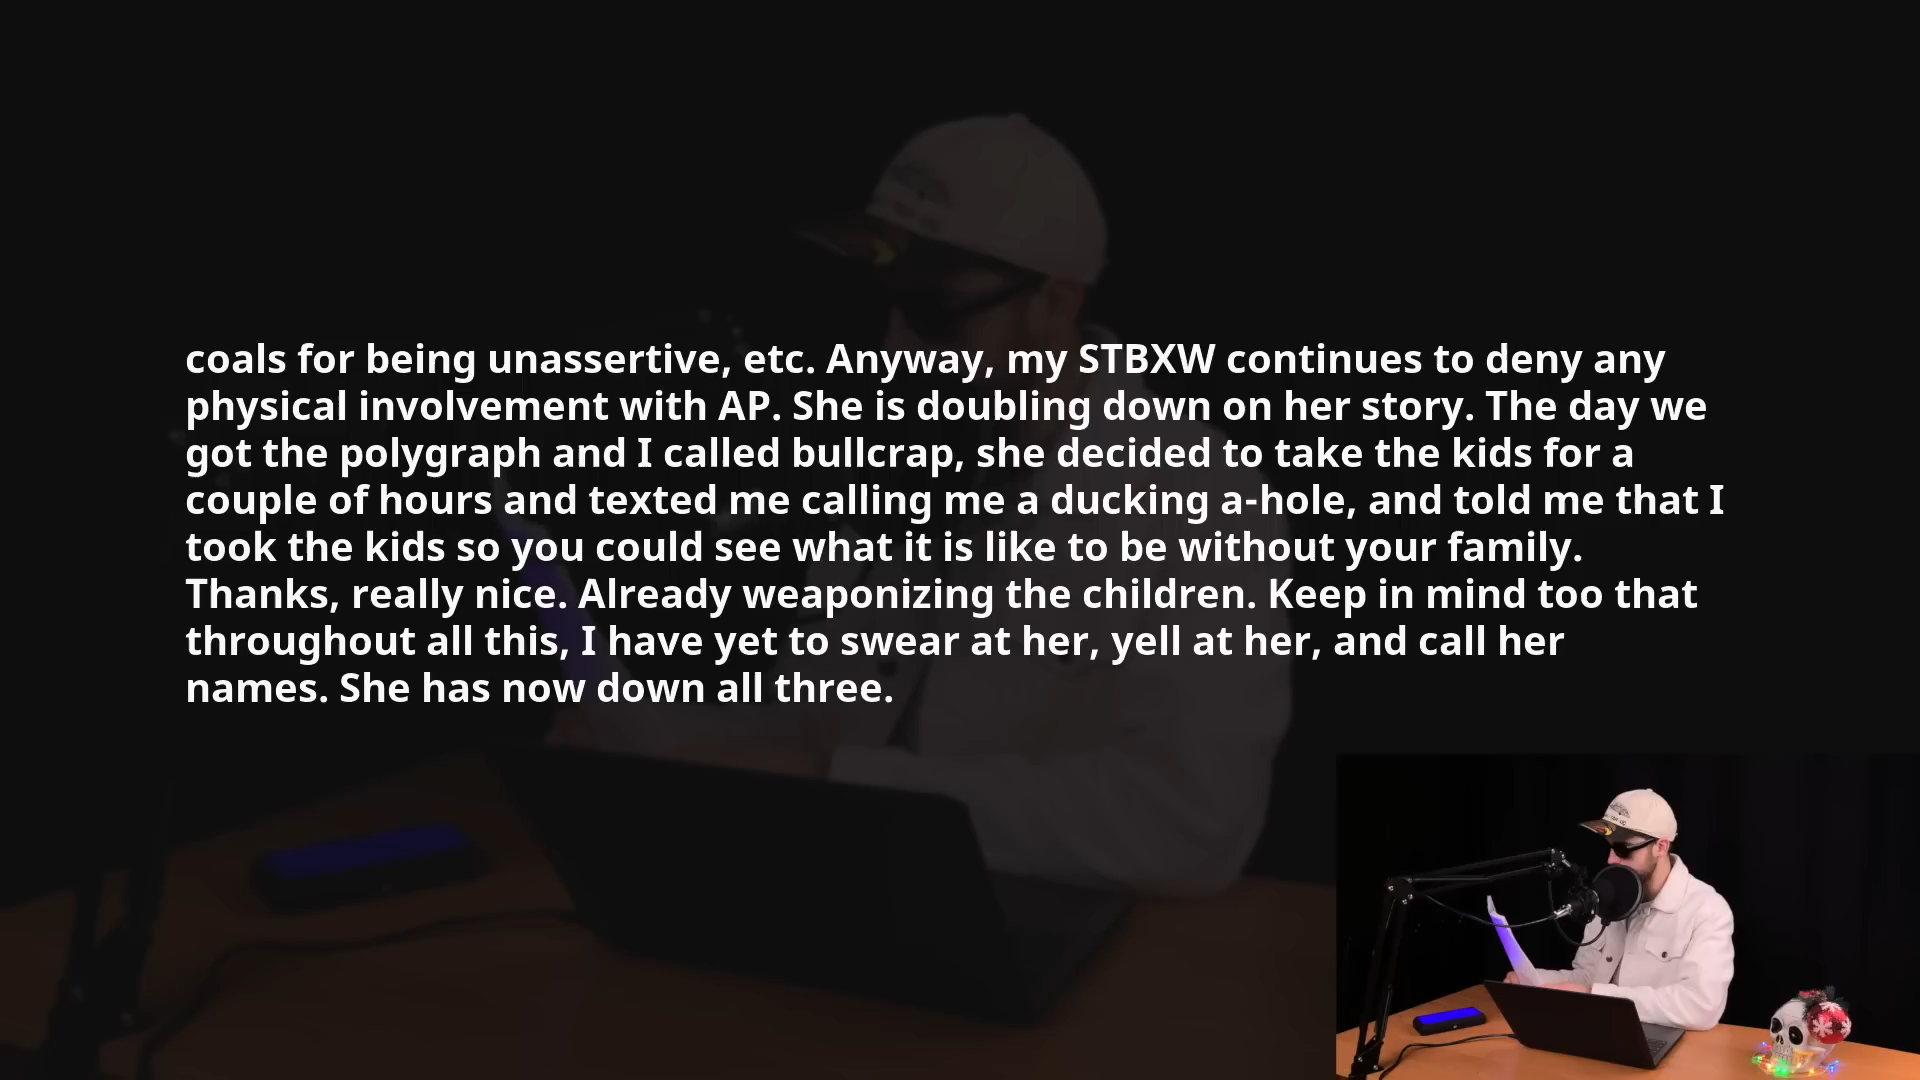 coals for being unassertive, etc. Anyway, my STBXW continues to deny any
physical involvement with AP. She is doubling down on her story. The day we
got the polygraph and I called bullcrap, she decided to take the kids for a
couple of hours and texted me calling me a ducking a-hole, and told me that I
took the kids so you could see what it is like to be without your family.
Thanks, really nice. Already weaponizing the children. Keep in mind too that
throughout all this, I have yet to swear at her, yell at her, and call her
names. She has now down all three.